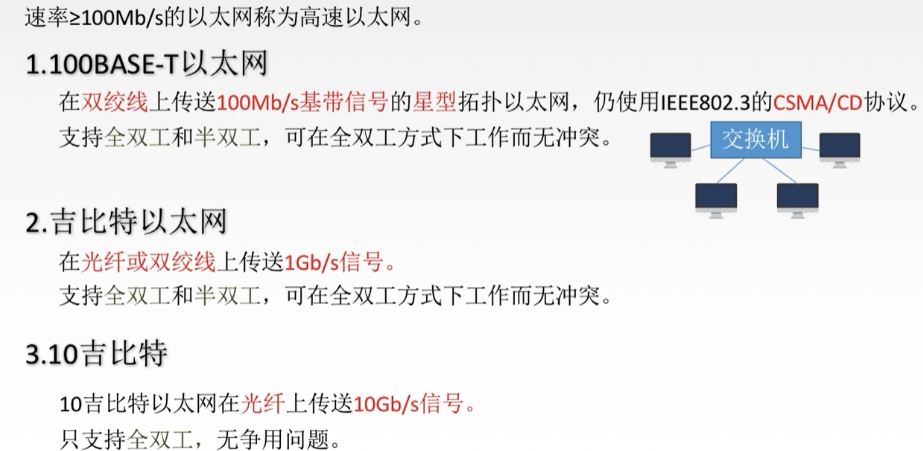 速率≥100Mb/s的以太网称为高速以太网。
1.100BASE-T以太网
在双绞线上传送100Mb/s基带信号的星型拓扑以太网，仍使用IEEE802.3的CSMA/CD协议。
支持全双工和半双工，可在全双工方式下工作而无冲突。
交换机
2.吉比特以太网
在光纤或双绞线上传送1Gb/s信号。
支持全双工和半双工，可在全双工方式下工作而无冲突。
3.10吉比特
10吉比特以太网在光纤上传送10Gb/s信号。
只支持全双工，无争用问题。